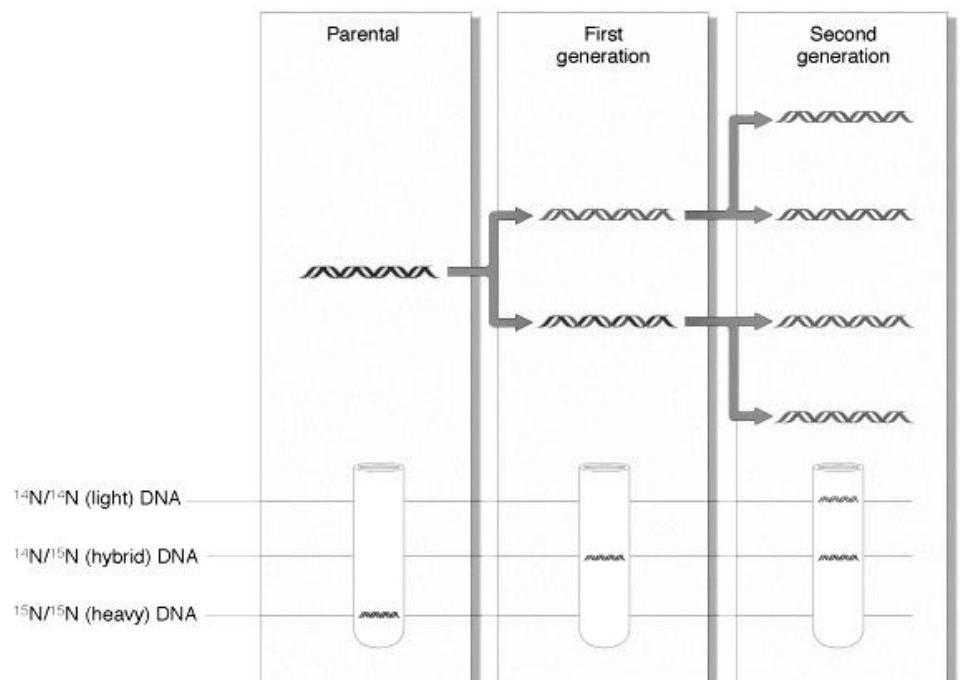 Parental
First
generation
Second
generation
¹⁴N/¹⁴N (light) DNA
¹⁴N/¹⁵N (hybrid) DNA
¹⁵N/¹⁵N (heavy) DNA